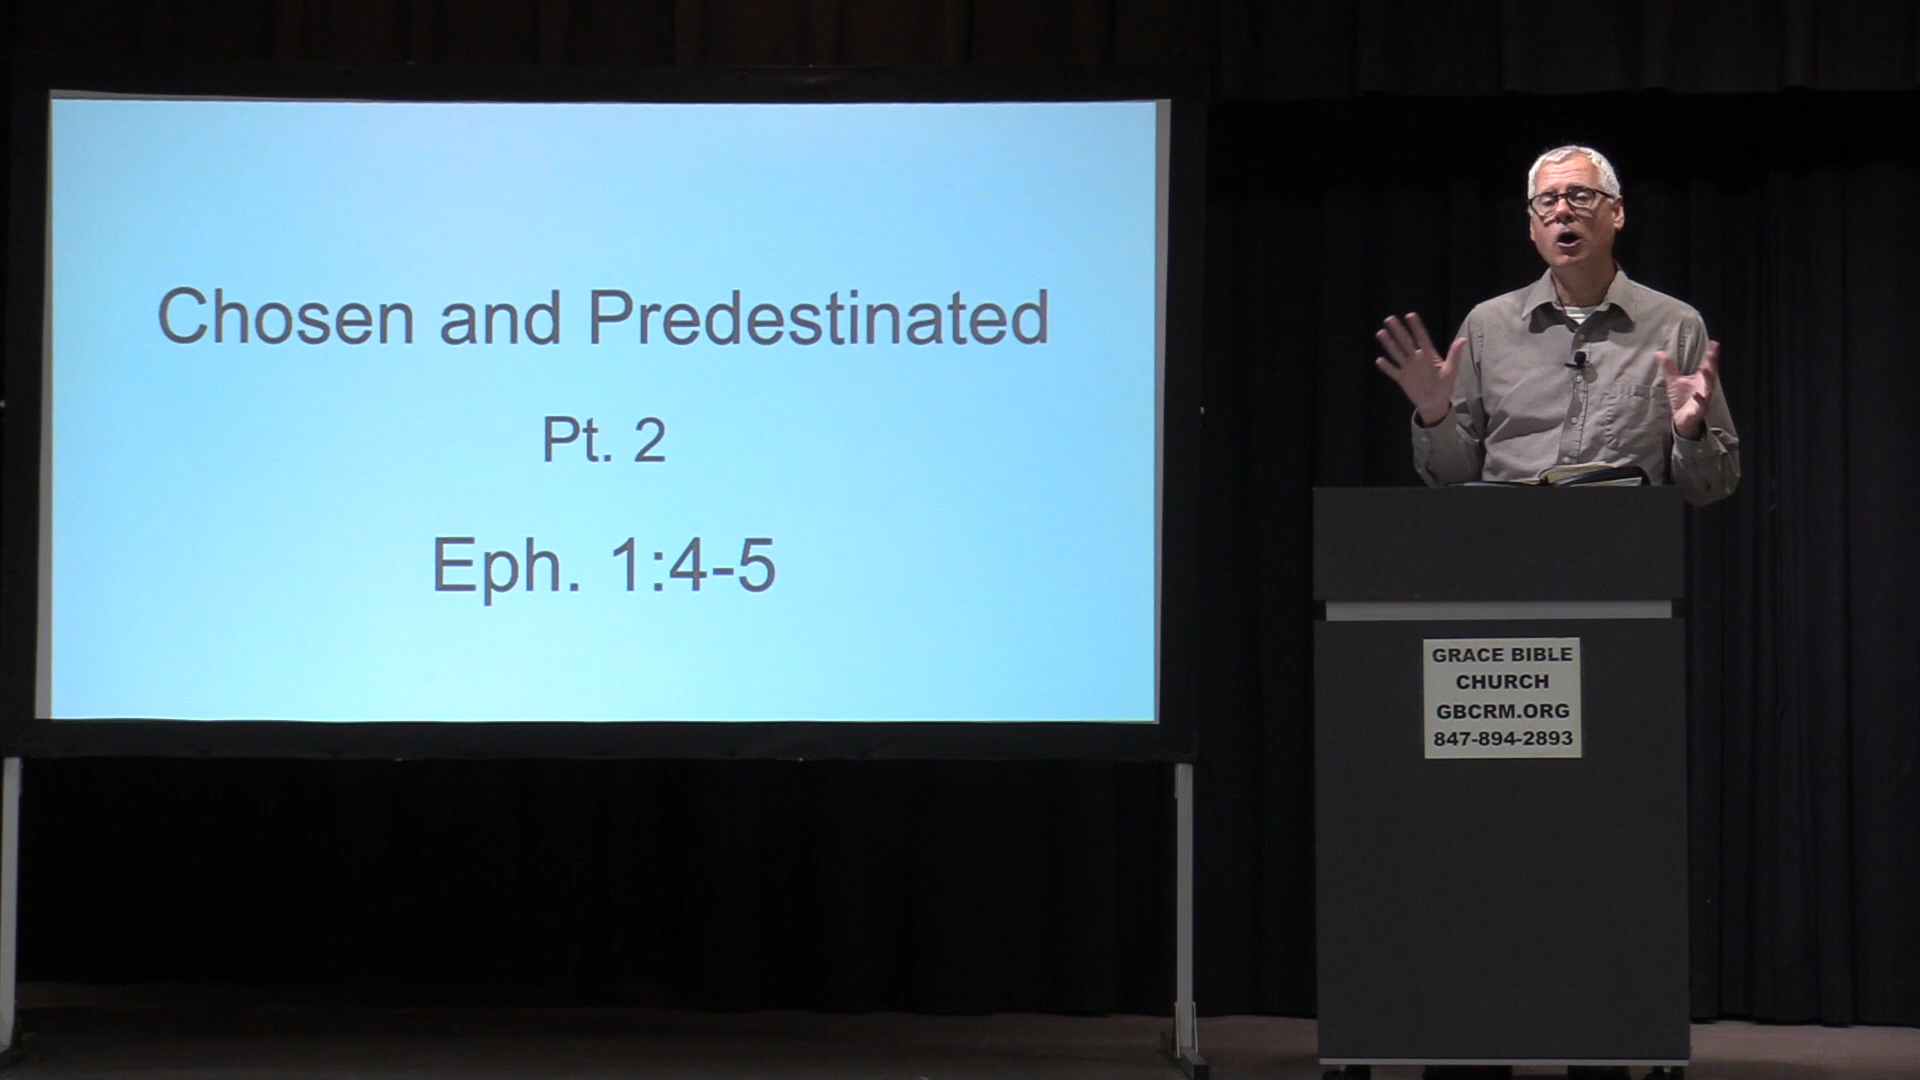 Chosen and Predestinated
Pt. 2
Eph. 1:4-5
GRACE BIBLE
CHURCH
GBCRM.ORG
847-894-2893